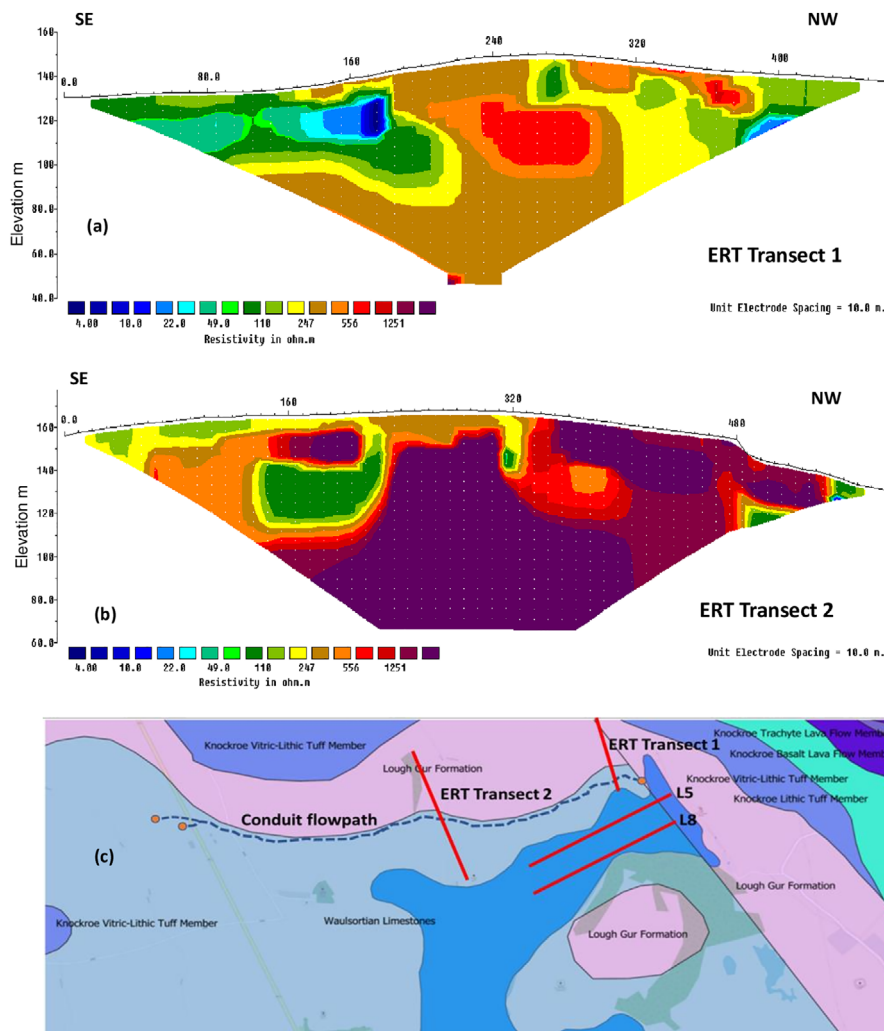 SE
NW
160
240
140
160
320
0.0
80.0
400
120
100
80.0
60.0
40.0
Elevation m
(a)
ERT Transect 1
4.00 10.0 22.0 49.0 110 247 556 1251
Resistivity in ohm.m
Unit Electrode Spacing = 10.0 m.
SE
NW
0.0
160
320
480
160
140
120
100
80.0
60.0
Elevation m
(b)
ERT Transect 2
4.00 10.0 22.0 49.0 110 247 556 1251
Resistivity in ohm.m
Unit Electrode Spacing = 10.0 m.
Knockroe Trachyte Lava Flow Mem
Knockroe Vitric-Lithic Tuff Member
ERT Transect 1
Knockroe Basalt Lava Flow Mem
Lough Gur Formation
Knockroe Vitric-Lithic Tuff Member
ERT Transect 2
L5
Knockroe Lithic Tuff Member
Conduit flowpath
L8
(c)
Lough Gur Formation
Knockroe Vitric-Lithic Tuff Member
Waulsortian Limestones
Lough Gur Formation